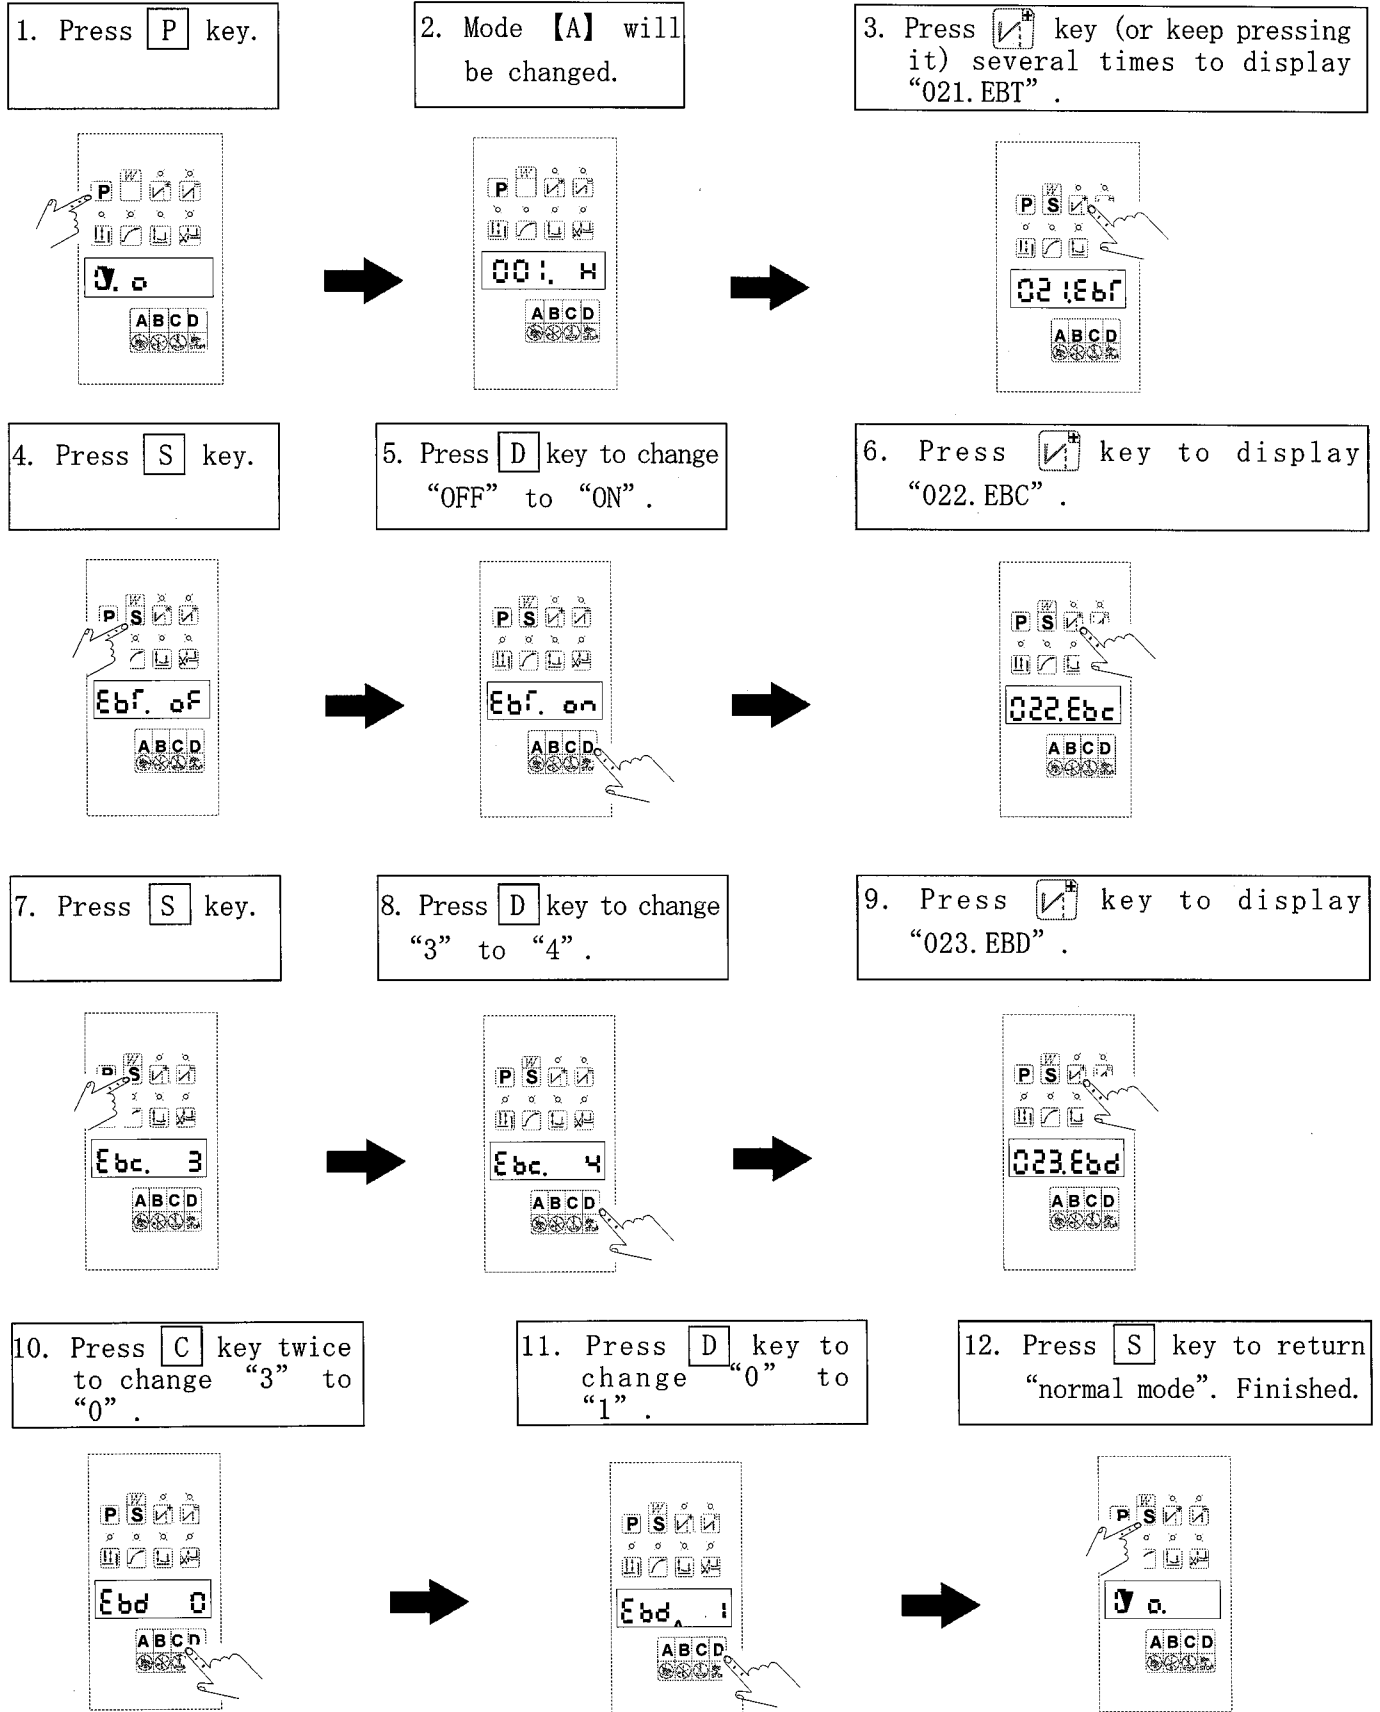 1. Press P key.
2. Mode 【A】 will
be changed.
3. Press key (or keep pressing
it) several times to display
“021. EBT” .
P
A B C D
P
001. H
A B C D
P S
021.EbT
A B C D
4. Press S key.
5. Press D key to change
“OFF” to “ON” .
6. Press key to display
“022. EBC” .
P S
EbT. oF
A B C D
P S
EbT. on
A B C D
P S
022.Ebc
A B C D
7. Press S key.
8. Press D key to change
“3” to “4” .
9. Press key to display
“023. EBD” .
P S
Ebc. 3
A B C D
P S
Ebc. 4
A B C D
P S
023.Ebd
A B C D
10. Press C key twice
to change “3” to
“0” .
11. Press D key to
change “0” to
“1” .
12. Press S key to return
“normal mode”. Finished.
P S
Ebd 0
A B C D
P S
Ebd 1
A B C D
P S
A B C D